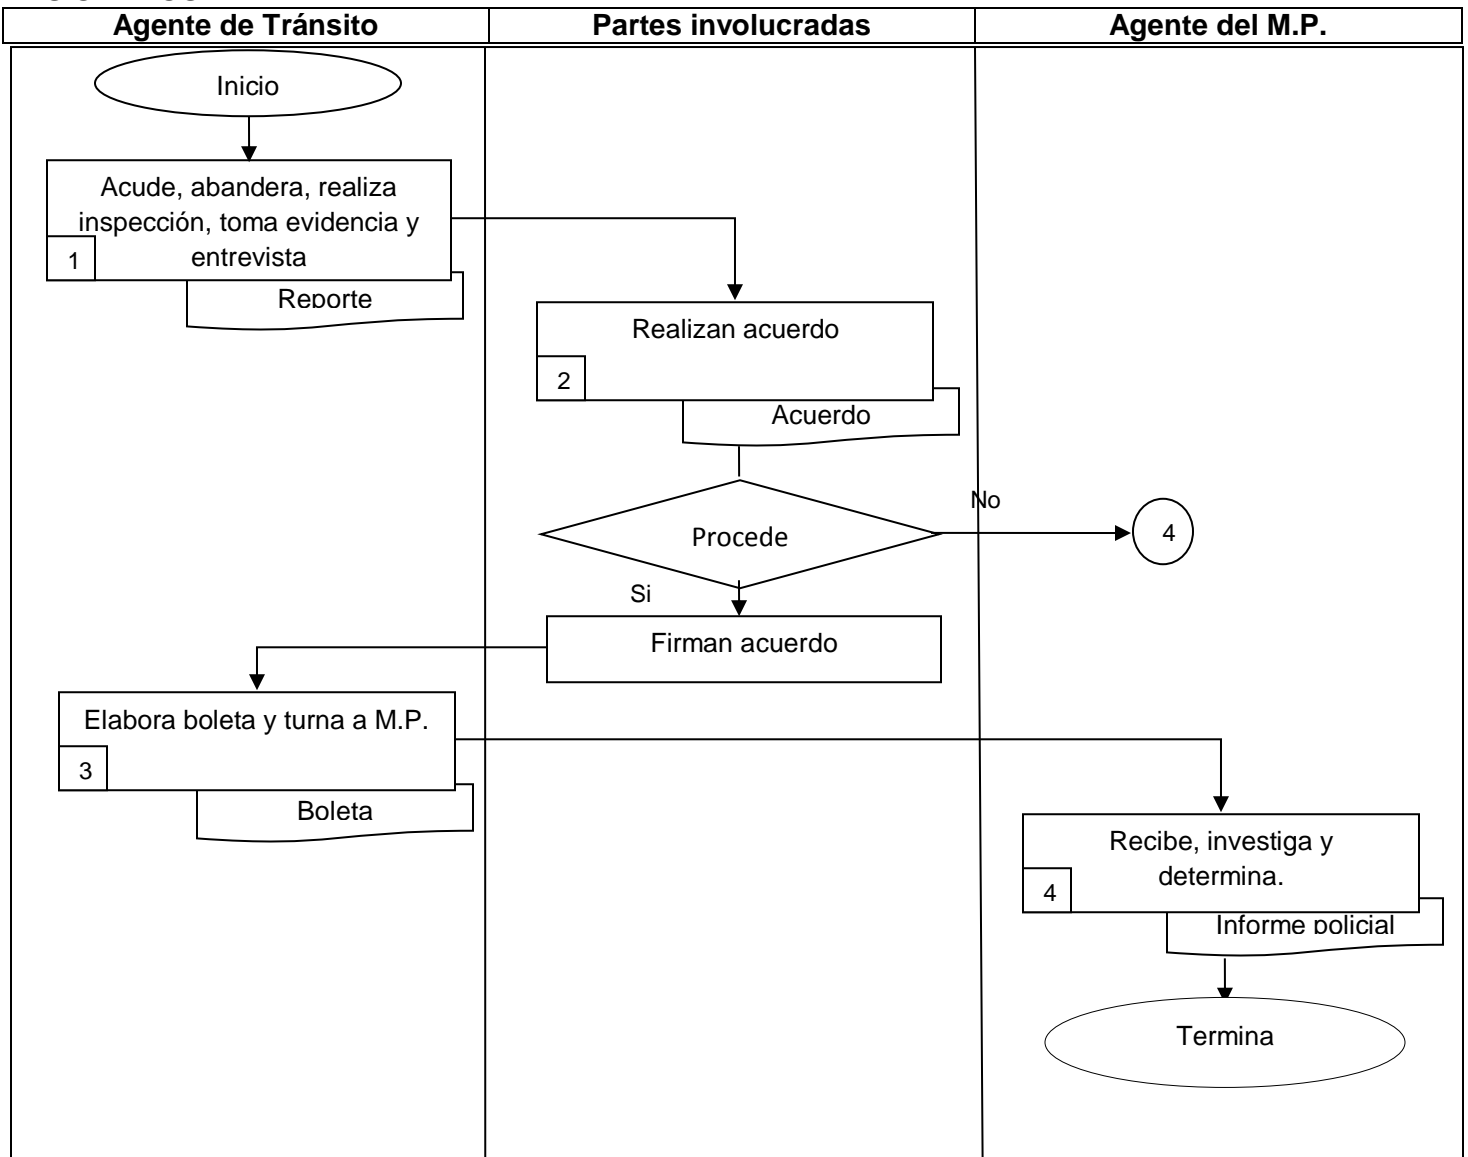 Agente de Tránsito
Partes involucradas
Agente del M.P.
Inicio
Acude, abandera, realiza
inspección, toma evidencia y
entrevista
1
Reporte
Realizan acuerdo
2
Acuerdo
Procede
No
4
Si
Firman acuerdo
Elabora boleta y turna a M.P.
3
Boleta
Recibe, investiga y
determina.
4
Informe policial
Termina